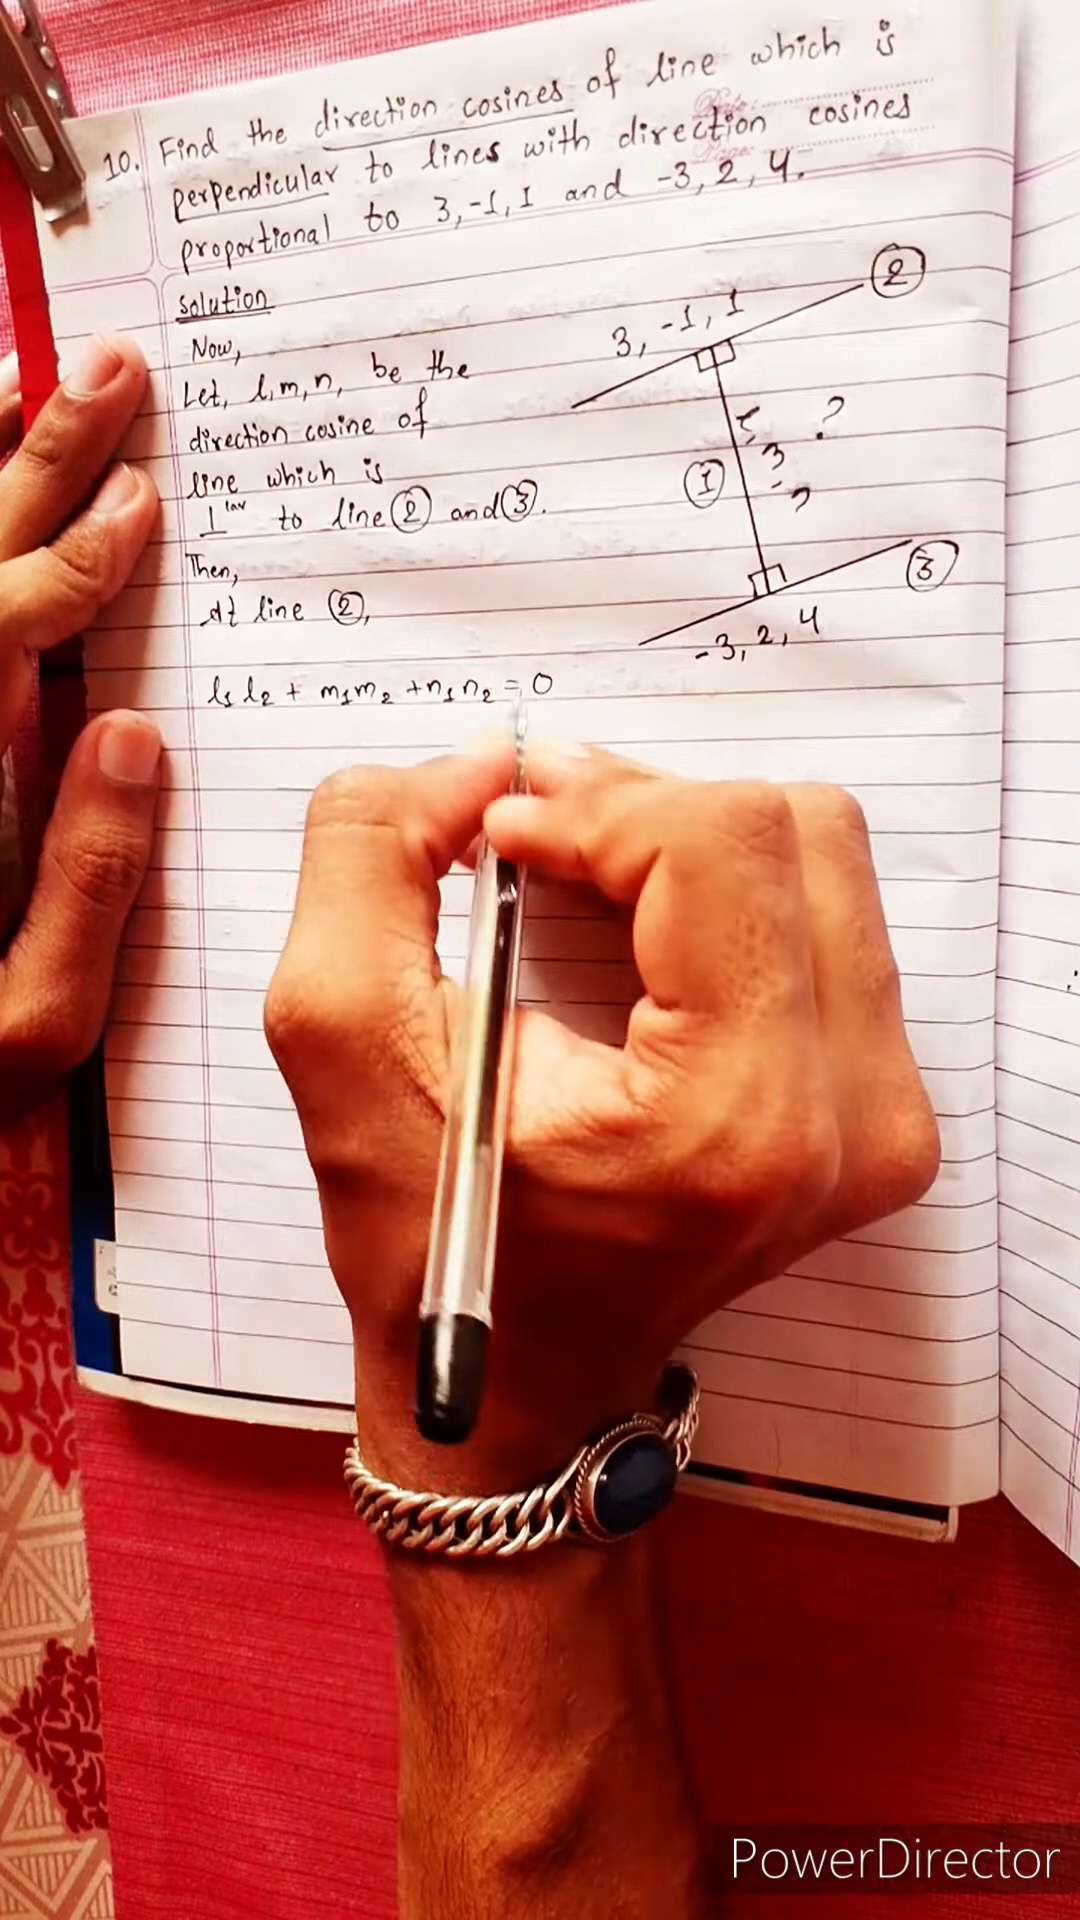 10. Find the direction cosines of line which is
perpendicular to lines with direction cosines
proportional to 3, -1, 1 and -3, 2, 4.
solution
Now,
Let, l, m, n, be the
direction cosine of
line which is
⊥ lar to line ② and ③.
Then,
At line ②,
l₁ l₂ + m₁m₂ + n₁n₂ = 0
3, -1, 1
②
①
?
③
-3, 2, 4
PowerDirector